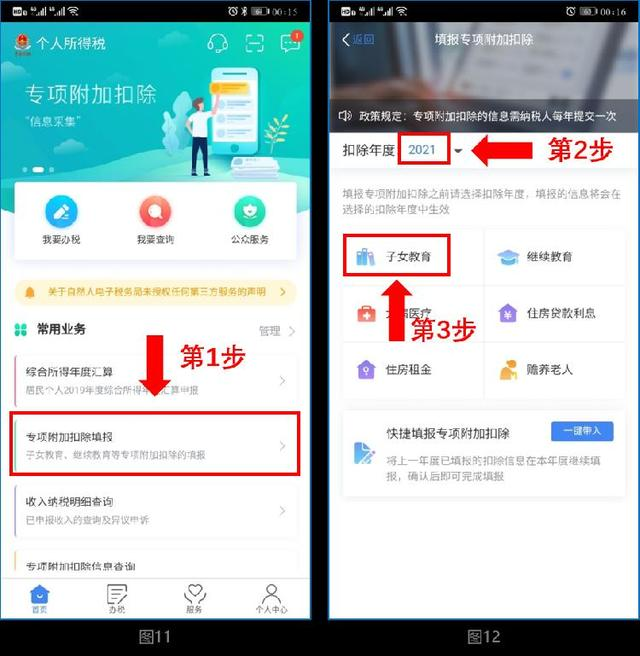 HD 4G 4G 00:15
个人所得税
1
专项附加扣除
“信息采集”
我要办税 我要查询 公众服务
关于自然人电子税务局未授权任何第三方服务的声明
常用业务 管理
第1步
综合所得年度汇算
居民个人2019年度综合所得年度汇算申报
专项附加扣除填报
子女教育、继续教育等专项附加扣除的填报
收入纳税明细查询
已申报收入的查询及异议申诉
专项附加扣除信息查询
首页 办税 服务 个人中心
图11
HD 4G 4G 00:16
返回 填报专项附加扣除
政策规定：专项附加扣除的信息需纳税人每年提交一次
扣除年度 2021 第2步
填报专项附加扣除之前请选择扣除年度，填报的信息将会在
选择的扣除年度中生效
子女教育 继续教育
大病医疗 住房贷款利息
第3步
住房租金 赡养老人
快捷填报专项附加扣除 一键带入
将上一年度已填报的扣除信息在本年度继续填
报，确认后即可完成填报
图12